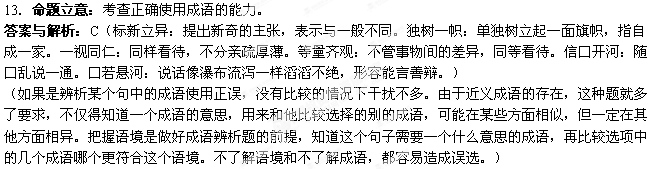 13. 命题立意：考查正确使用成语的能力。
答案与解析：C（标新立异：提出新奇的主张，表示与一般不同。独树一帜：单独树立起一面旗帜，指自
成一家。一视同仁：同样看待，不分亲疏厚薄。等量齐观：不管事物间的差异，同等看待。信口开河：随
口乱说一通。口若悬河：说话像瀑布流泻一样滔滔不绝，形容能言善辩。）
（如果是辨析某个句中的成语使用正误，没有比较的情况下干扰不多。由于近义成语的存在，这种题就多
了要求，不仅得知道一个成语的意思，用来和他比较选择的别的成语，可能在某些方面相似，但一定在其
他方面相异。把握语境是做好成语辨析题的前提，知道这个句子需要一个什么意思的成语，再比较选项中
的几个成语哪个更符合这个语境。不了解语境和不了解成语，都容易造成误选。）